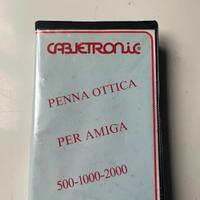 CABLETRONIC
PENNA OTTICA
PER AMIGA
500-1000-2000